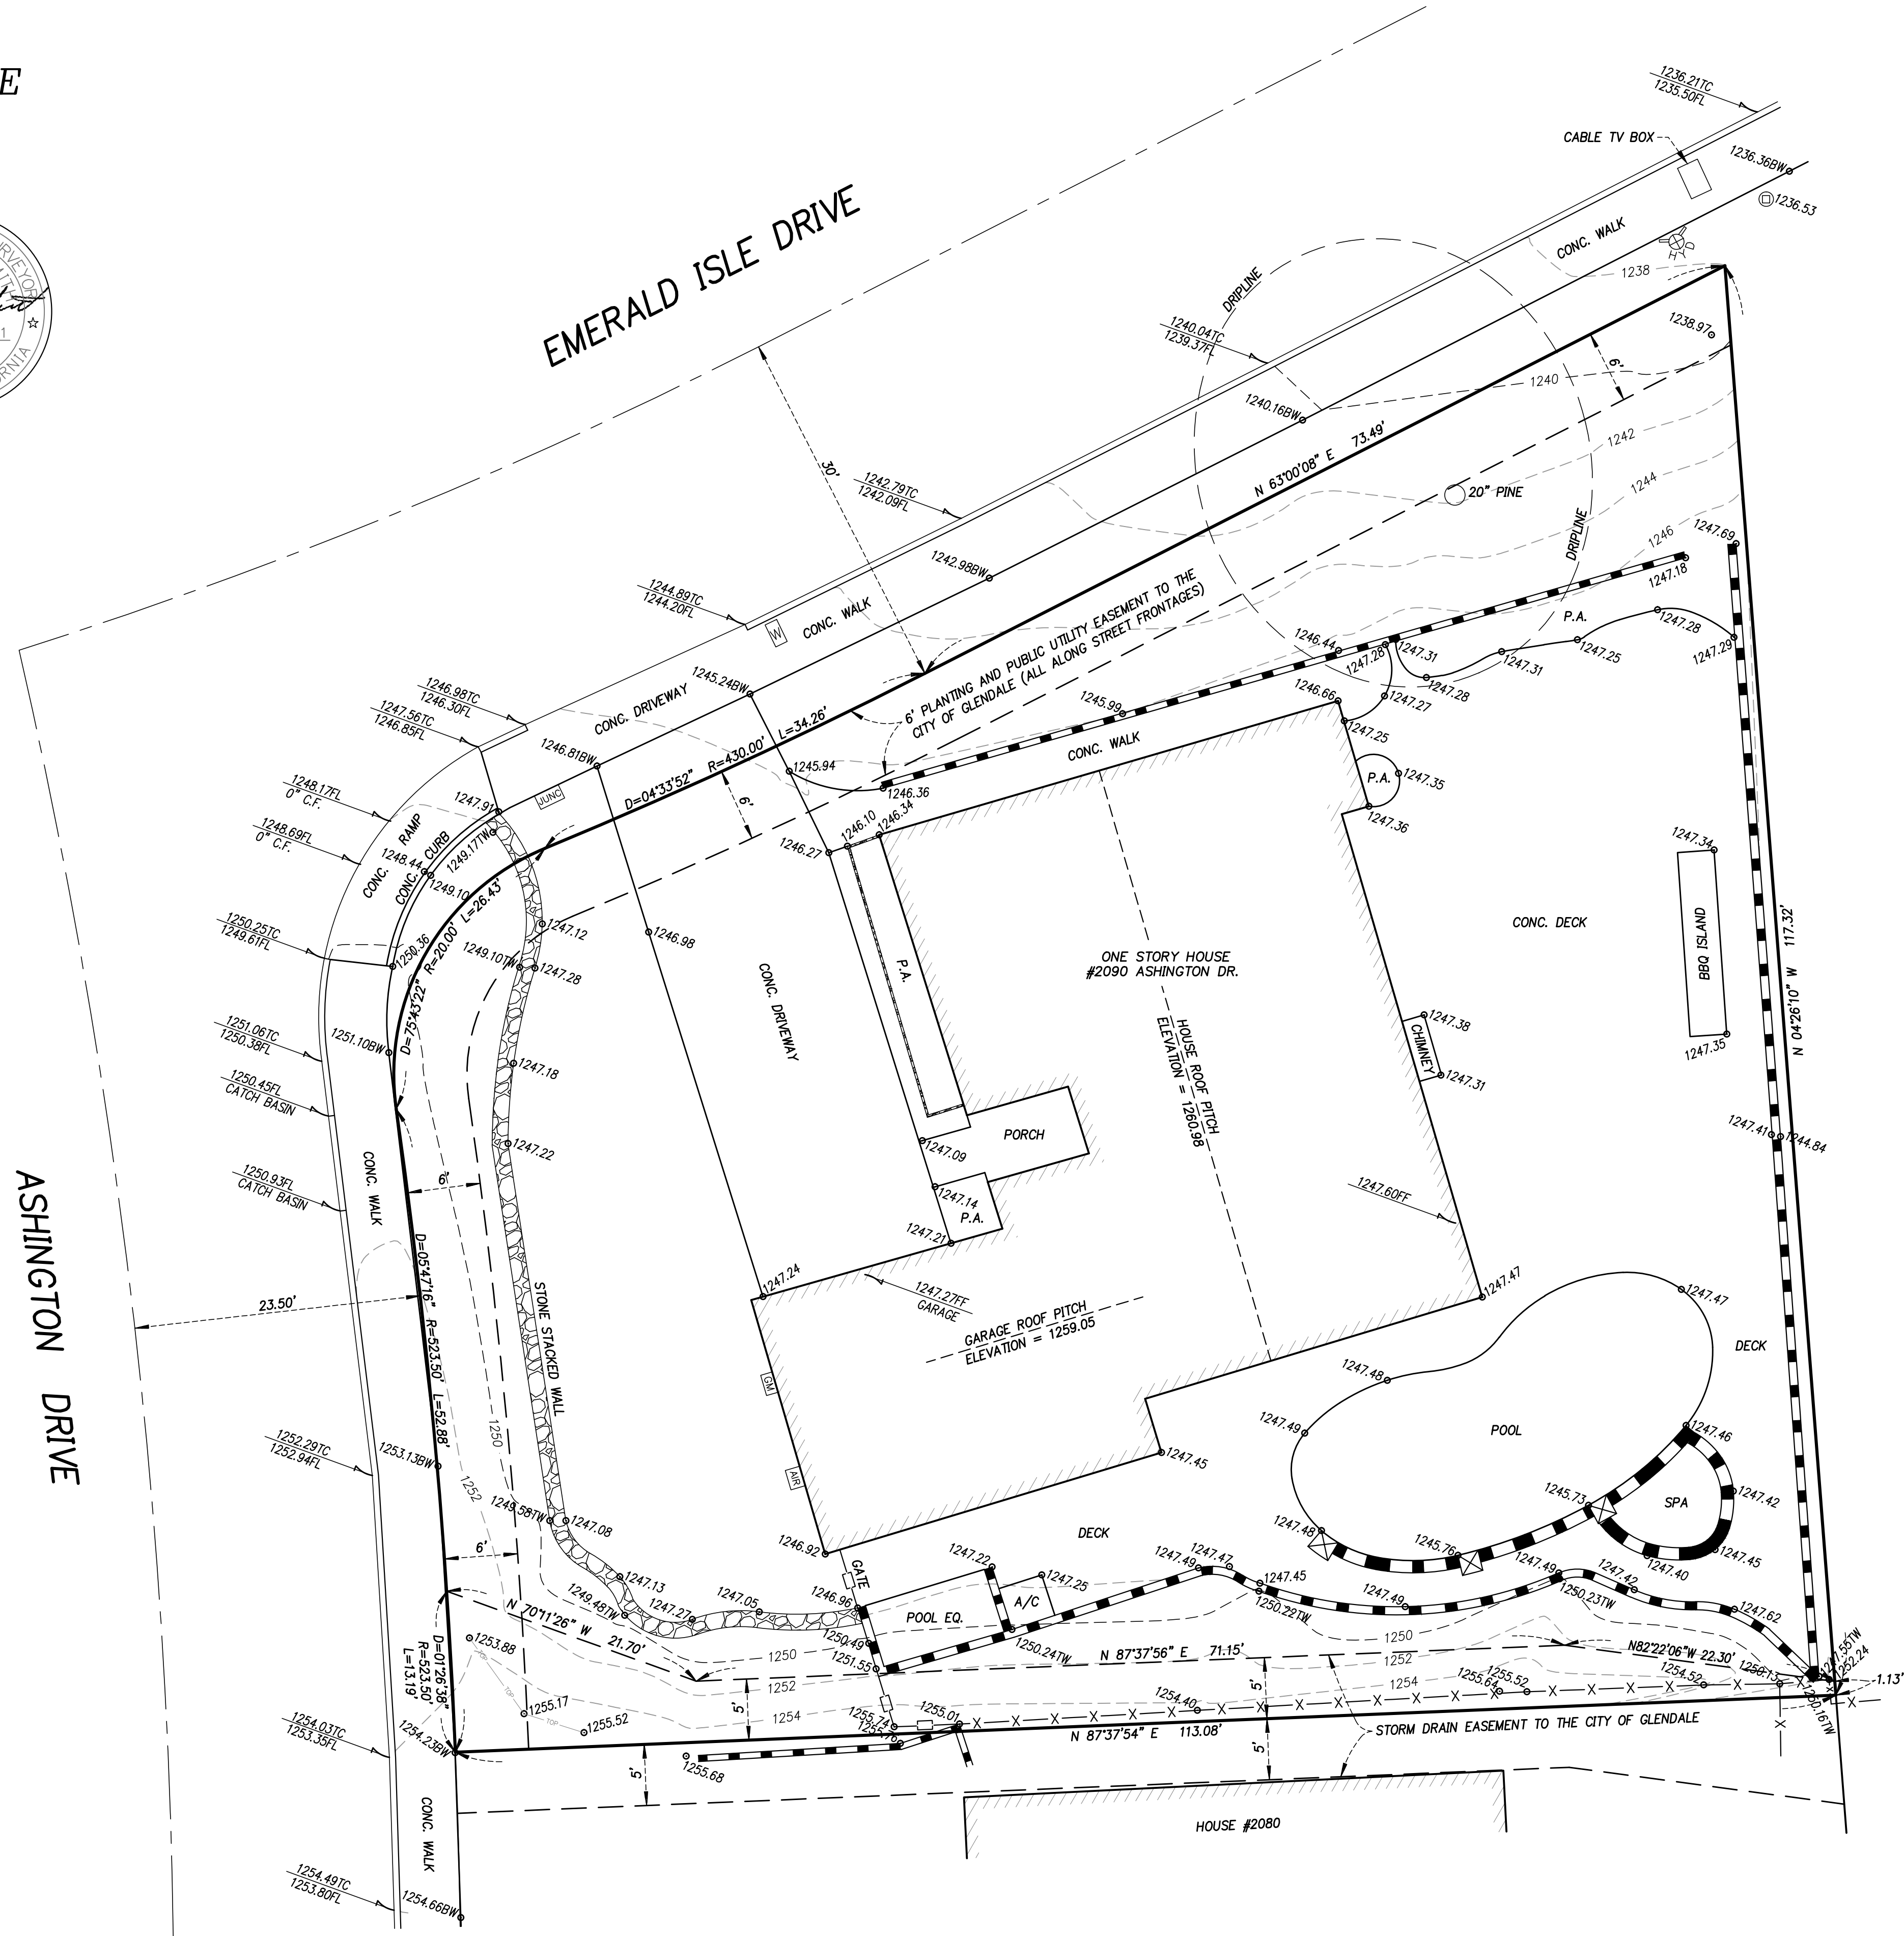 E
1236.21TC
1235.50FL
CABLE TV BOX
1236.36BW
1236.53
HY
CONC. WALK
1238
1238.97
EMERALD ISLE DRIVE
DRIPLINE
1240.04TC
1239.37FL
1240.16BW
1240
6'
1242
1244
1246
N 63°00'08" E 73.49'
20" PINE
DRIPLINE
30'
1242.79TC
1242.09FL
1242.98BW
1244.89TC
1244.20FL
W
CONC. WALK
6' PLANTING AND PUBLIC UTILITY EASEMENT TO THE
CITY OF GLENDALE (ALL ALONG STREET FRONTAGES)
1247.69
1247.18
P.A.
1247.28
1247.29
1247.25
1247.31
1247.28
1247.31
1247.28
1247.27
1246.44
1246.66
1247.25
1245.99
CONC. WALK
P.A.
1247.35
1247.36
1245.24BW
CONC. DRIVEWAY
L=34.26'
R=430.00'
D=04°33'52"
6'
1246.98TC
1246.30FL
1247.56TC
1246.85FL
1246.81BW
1245.94
1246.36
1246.10
1246.34
1246.27
JUNC
1248.17FL
0" C.F.
1248.69FL
0" C.F.
1247.91
1249.17TW
CONC. RAMP
CONC. CURB
1248.44
1249.10
L=26.43'
R=20.00'
D=75°43'22"
1250.25TC
1249.61FL
1250.36
1247.12
1249.10TW
1247.28
1246.98
CONC. DRIVEWAY
P.A.
ONE STORY HOUSE
#2090 ASHINGTON DR.
HOUSE ROOF PITCH
ELEVATION = 1260.98
CONC. DECK
1247.34
BBQ ISLAND
1247.35
N 04°26'10" W 117.32'
1247.38
CHIMNEY
1247.31
1251.06TC
1250.38FL
1251.10BW
1250.45FL
CATCH BASIN
1247.18
1247.22
PORCH
1247.09
1247.14
P.A.
1247.21
1247.41
1244.84
1247.60FF
1250.93FL
CATCH BASIN
CONC. WALK
6'
ASHINGTON DRIVE
23.50'
D=05°47'16" R=523.50' L=52.88'
STONE STACKED WALL
1247.24
1247.27FF
GARAGE
GARAGE ROOF PITCH
ELEVATION = 1259.05
1247.47
1247.47
DECK
1247.48
1247.49
POOL
1247.46
1247.45
GM
AIR
1250
1252
1252.29TC
1252.94FL
1253.13BW
1249.58TW
1247.08
6'
1246.92
GATE
DECK
1247.48
1245.76
1245.73
SPA
1247.42
1247.45
1247.40
1247.13
1249.48TW
1247.27
1247.05
1246.96
1247.22
POOL EQ.
A/C
1247.25
1247.49
1247.47
1247.45
1250.22TW
1247.49
1247.49
1250.23TW
1247.42
1247.62
N 70°11'26" W 21.70'
D=01°26'38"
R=523.50'
L=13.19'
1253.88
TOP
1250
1252
1254
1250.49
1251.55
1250.24TW
N 87°37'56" E 71.15'
1250
1252
1254
N82°22'06"W 22.30'
1252.24
1.13'
1255.17
TOP
1255.52
5'
1255.74
1255.01
1254.40
5'
1255.64
1255.52
1254.52
1250.13
N 87°37'54" E 113.08'
STORM DRAIN EASEMENT TO THE CITY OF GLENDALE
1254.03TC
1253.35FL
1254.23BW
5'
1255.68
5'
HOUSE #2080
CONC. WALK
1254.49TC
1253.80FL
1254.66BW